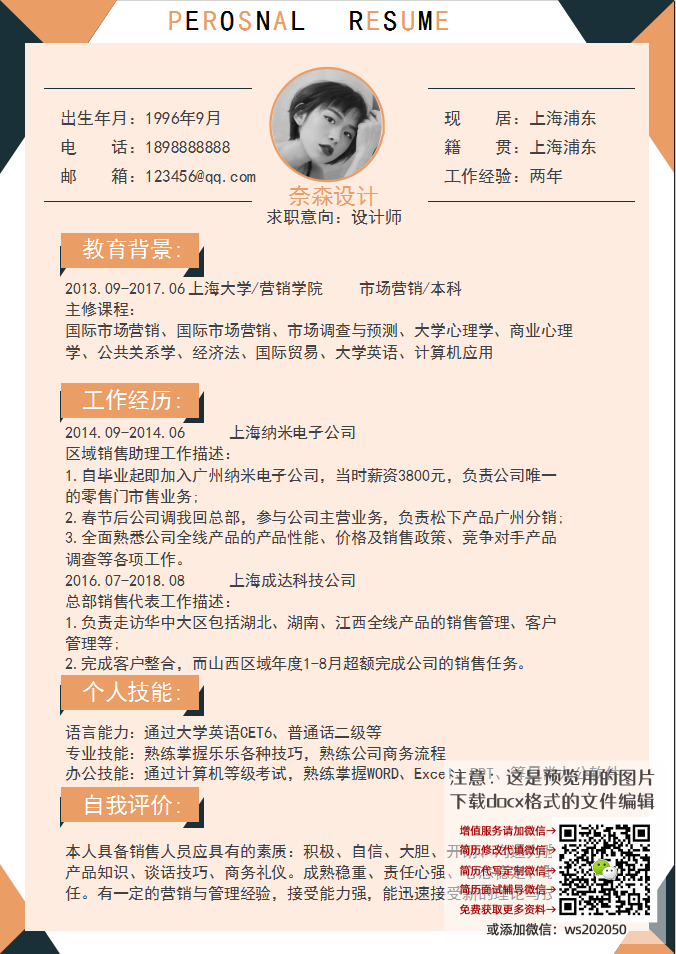 PEROSNAL RESUME
出生年月：1996年9月
电　　话：1898888888
邮　　箱：123456@qq.com
现　　居：上海浦东
籍　　贯：上海浦东
工作经验：两年
奈森设计
求职意向：设计师
教育背景：
2013.09-2017.06 上海大学/营销学院　　市场营销/本科
主修课程：
国际市场营销、国际市场营销、市场调查与预测、大学心理学、商业心理
学、公共关系学、经济法、国际贸易、大学英语、计算机应用
工作经历：
2014.09-2014.06　　上海纳米电子公司
区域销售助理工作描述：
1.自毕业起即加入广州纳米电子公司，当时薪资3800元，负责公司唯一
的零售门市售业务；
2.春节后公司调我回总部，参与公司主营业务，负责松下产品广州分销；
3.全面熟悉公司全线产品的产品性能、价格及销售政策、竞争对手产品
调查等各项工作。
2016.07-2018.08　　上海成达科技公司
总部销售代表工作描述：
1.负责走访华中大区包括湖北、湖南、江西全线产品的销售管理、客户
管理等；
2.完成客户整合，而山西区域年度1-8月超额完成公司的销售任务。
个人技能：
语言能力：通过大学英语CET6、普通话二级等
专业技能：熟练掌握乐乐各种技巧，熟练公司商务流程
办公技能：通过计算机等级考试，熟练掌握WORD、Excel、PPT、等日常办公软件
自我评价：
本人具备销售人员应具有的素质：积极、自信、大胆、开朗、
产品知识、谈话技巧、商务礼仪。成熟稳重、责任心强、
任。有一定的营销与管理经验，接受能力强，能迅速接受新的理论与
注意：这是预览用的图片
下载docx格式的文件编辑
增值服务请加微信→
简历修改代填微信→
简历代写定制微信→
简历面试辅导微信→
免费获取更多资料→
或添加微信：ws202050